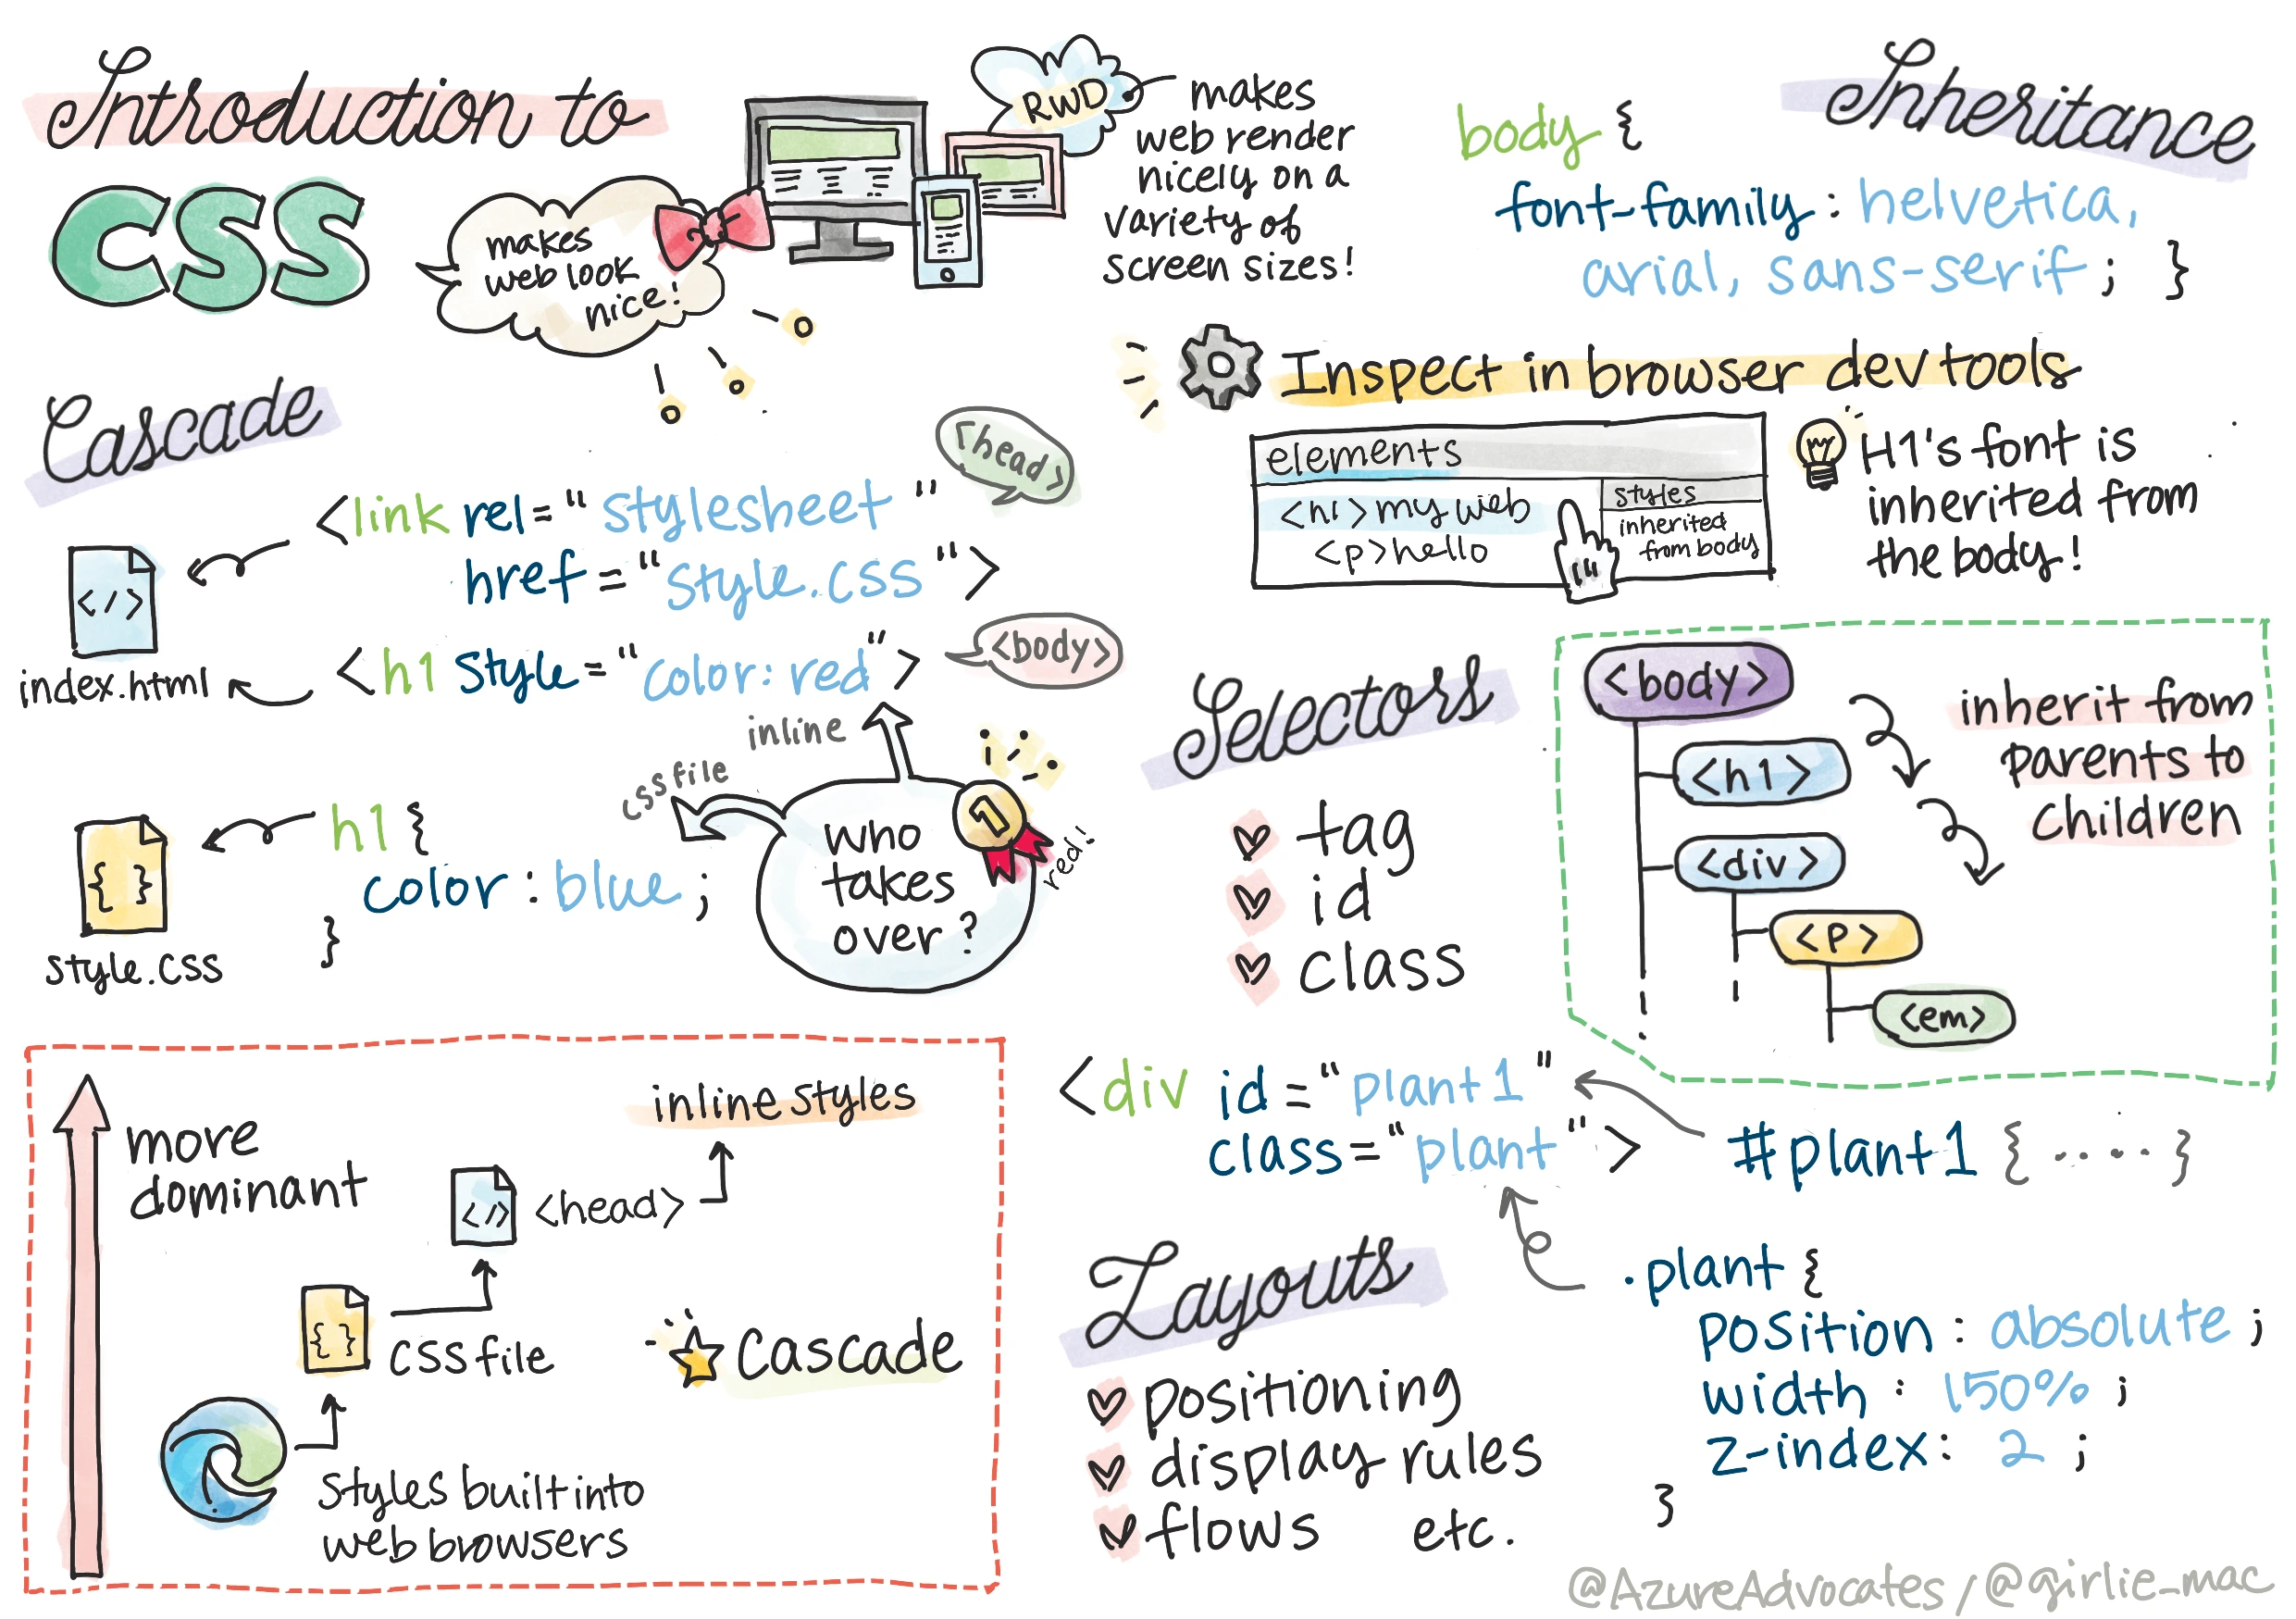 Introduction to
CSS
makes
web look
nice!
RWD
makes
web render
nicely on a
variety of
screen sizes!
Cascade
<head>
<link rel="stylesheet"
href="style.css">
index.html
<h1 style="color:red">
<body>
inline
css file
h1 {
color : blue ;
}
style.css
who
takes
over ?
1
red!
more
dominant
inline styles
</>
<head>
{ }
css file
Cascade
styles built into
web browsers
Inheritance
body {
font-family : helvetica,
arial, sans-serif ; }
Inspect in browser dev tools
elements
<h1> my web
<p> hello
styles
inherited
from body
H1's font is
inherited from
the body!
Selectors
tag
id
class
<body>
<h1>
<div>
<p>
<em>
inherit from
parents to
children
<div id="plant1"
class="plant">
#plant1 { ..... }
.plant {
position : absolute ;
width : 150% ;
z-index : 2 ;
}
Layouts
positioning
display rules
flows etc.
</>
{ }
@AzureAdvocates / @girlie_mac